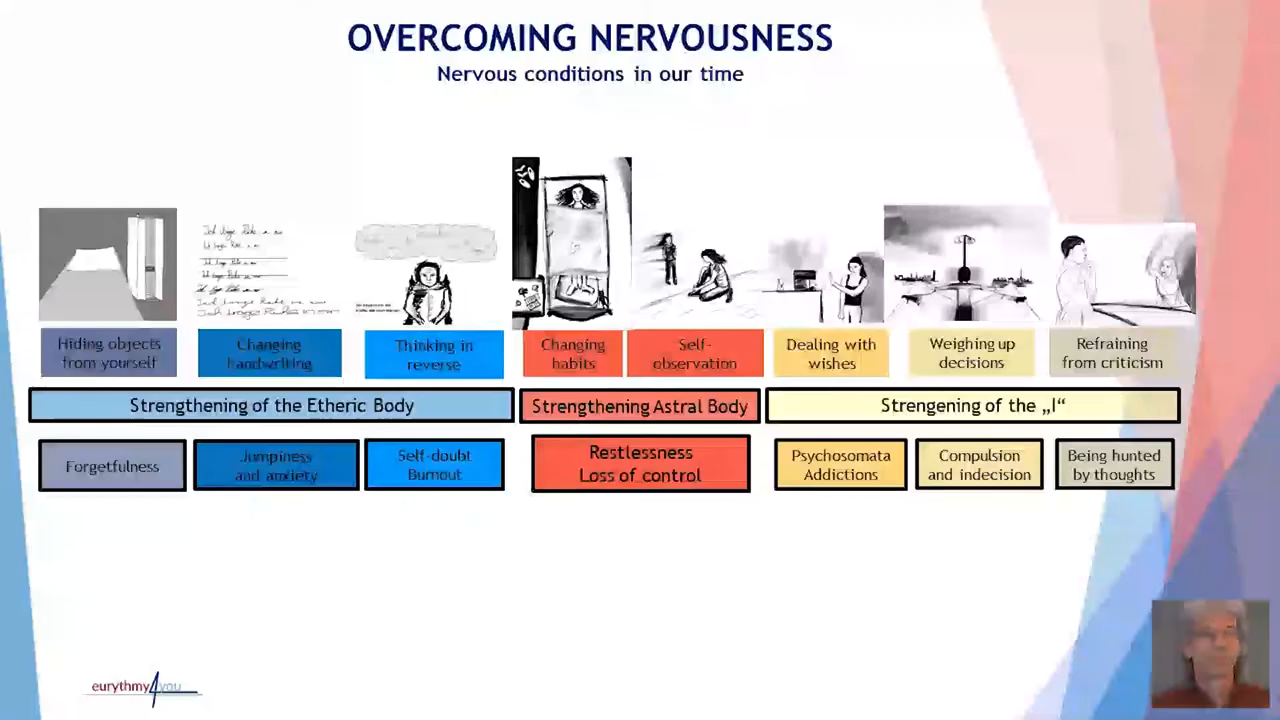 OVERCOMING NERVOUSNESS
Nervous conditions in our time
Hiding objects
from yourself
Changing
handwriting
Thinking in
reverse
Changing
habits
Self-
observation
Dealing with
wishes
Weighing up
decisions
Refraining
from criticism
Strengthening of the Etheric Body
Strengthening Astral Body
Strengening of the „I“
Forgetfulness
Jumpiness
and anxiety
Self-doubt
Burnout
Restlessness
Loss of control
Psychosomata
Addictions
Compulsion
and indecision
Being hunted
by thoughts
eurythmy4you